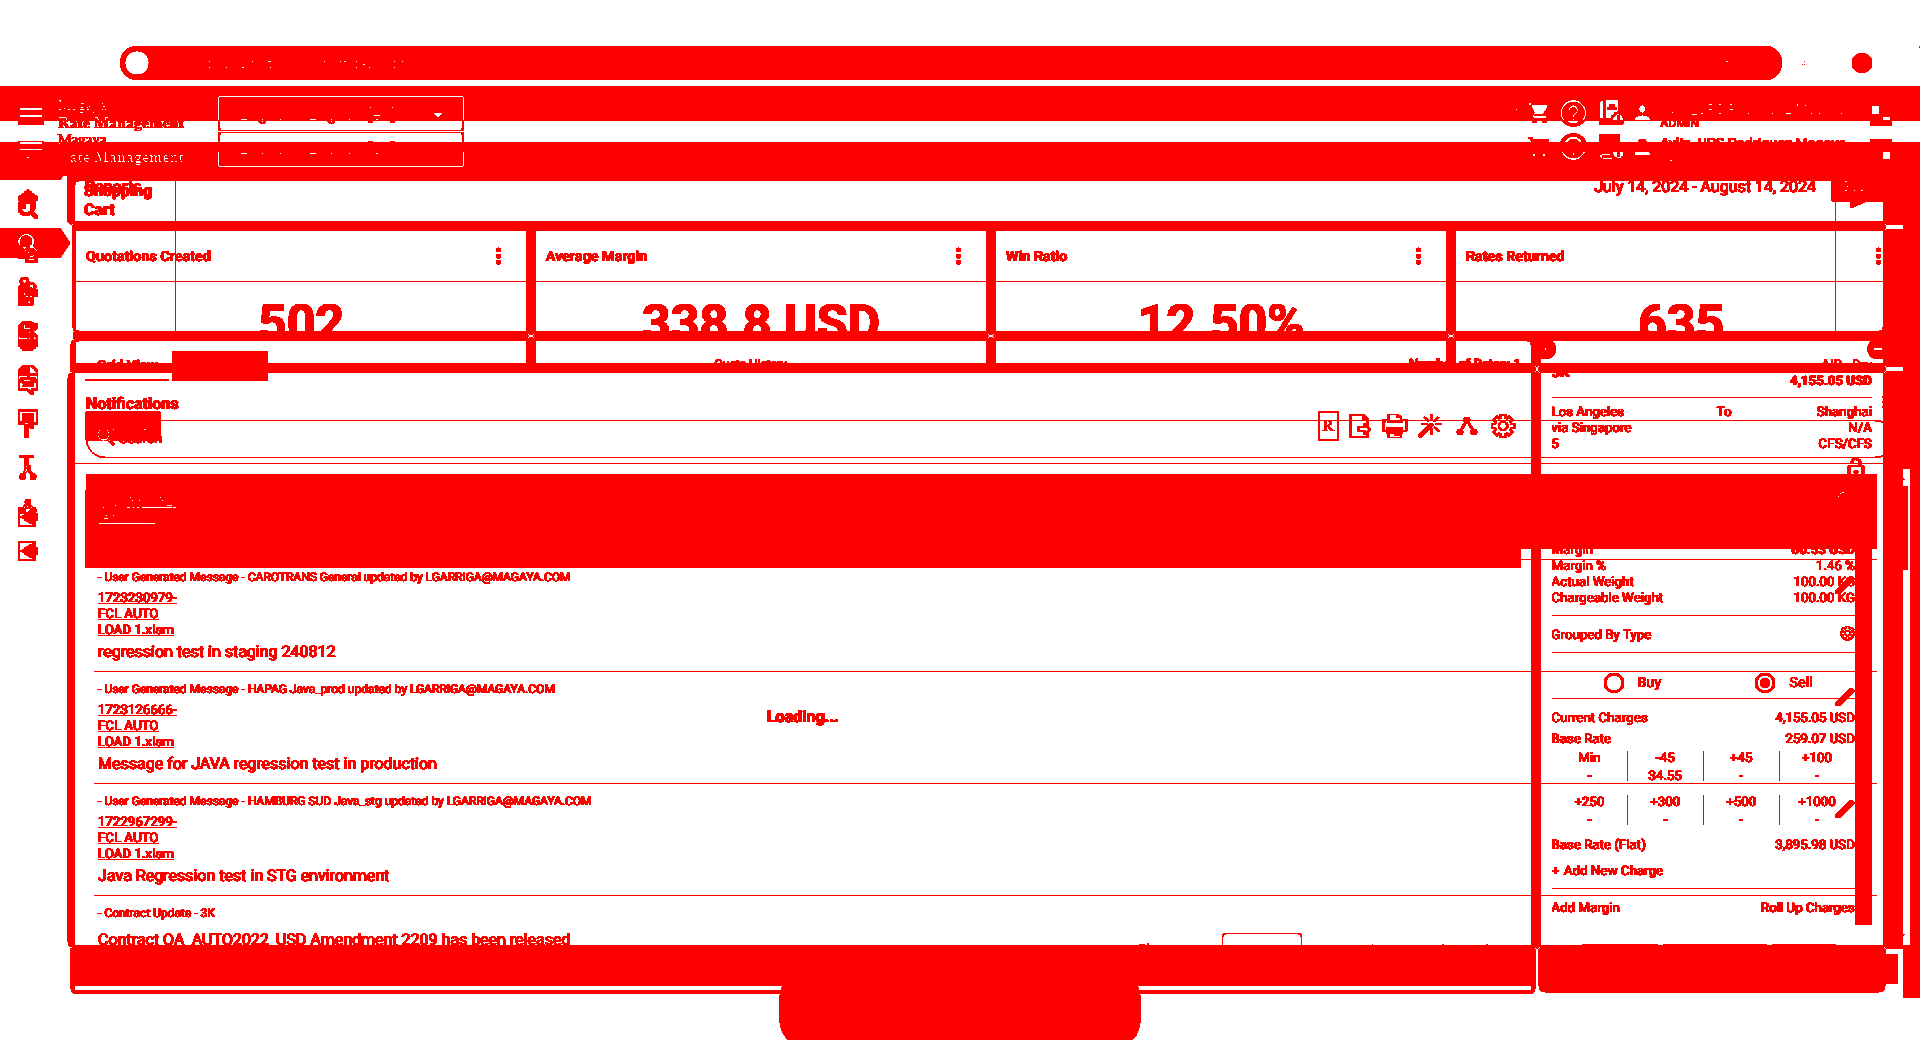 Rate Management
Magaya
Rate Management
ADMIN
Reports
Shopping
Cart
July 14, 2024 - August 14, 2024
Quotations Created
Average Margin
Win Ratio
Rates Returned
502
338.8 USD
12.50%
635
Quote History
3K
4,155.05 USD
Notifications
Search
R
Los Angeles To Shanghai
via Singapore N/A
5 CFS/CFS
Margin
Margin % 1.46 %
Actual Weight 100.00 KG
Chargeable Weight 100.00 KG
Grouped By Type
Buy Sell
Current Charges 4,155.05 USD
Base Rate 259.07 USD
Min -45 +45 +100
- 34.55 - -
+250 +300 +500 +1000
- - - -
Base Rate (Flat) 3,895.98 USD
+ Add New Charge
Add Margin Roll Up Charges
- User Generated Message - CAROTRANS General updated by LGARRIGA@MAGAYA.COM
1723230979-
FCL AUTO
LOAD 1.xlsm
regression test in staging 240812
- User Generated Message - HAPAG Java_prod updated by LGARRIGA@MAGAYA.COM
1723126666-
FCL AUTO
LOAD 1.xlsm
Loading...
Message for JAVA regression test in production
- User Generated Message - HAMBURG SUD Java_stg updated by LGARRIGA@MAGAYA.COM
1722967299-
FCL AUTO
LOAD 1.xlsm
Java Regression test in STG environment
- Contract Update - 3K
Contract QA_AUTO2022_USD Amendment 2209 has been released